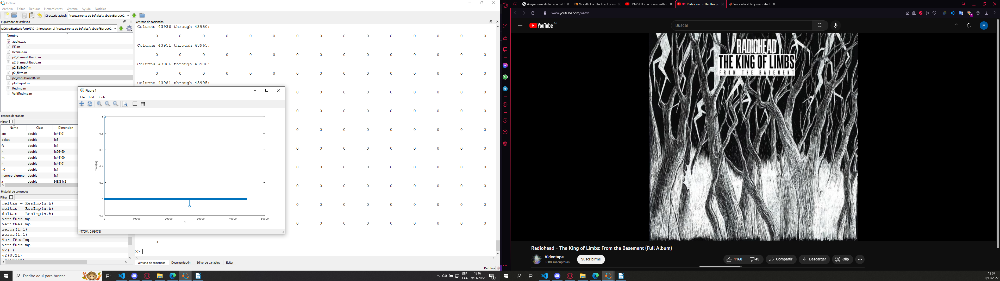 Octave
Archivo Editar Depurar Herramientas Ventana Ayuda Noticias
Directorio actual: Precesamiento de Señales\trabajo\Ejercicio2
Explorador de archivos
neDrive/Escritorio/unlp/IPS - Introduccion al Precesamiento de Señales/trabajo/Ejercicio2
Nombre
audio.wav
EJ2.m
hcanald.m
p2_2ramasFiltrado.m
p2_3ramasFiltrado.m
p2_EqEnDif.m
p2_filtro.m
p2_impulsionalR2.m
plotSignal.m
ResImp.m
VerifResImp.m
Espacio de trabajo
Filtrar
Name Class Dimension
ans double 1x44101
deltas double 1x3
fs double 1x1
h double 1x26460
ht double 1x44100
n double 1x44101
n0 double 1x1
numero_alumno double 1x1
x double 348381x2
Historial de comandos
Filtrar
deltas = ResImp(n,h)
deltas = ResImp(n,h)
deltas = ResImp(n,h)
VerifResImp
VerifResImp
zeros(1,1)
zeros(1,1)
VerifResImp
VerifResImp
y2(1)
y2(8821)
Ventana de comandos
Columns 43936 through 43950:
0 0 0 0 0 0 0 0 0 0 0 0 0 0 0
Columns 43951 through 43965:
0 0 0 0 0 0 0 0 0 0 0 0 0 0 0
Columns 43966 through 43980:
0 0 0 0 0 0 0 0 0 0 0 0 0 0 0
Columns 43981 through 43995:
0 0 0 0 0 0 0 0 0
0 0 0 0 0 0 0 0 0
0 0 0 0 0 0 0 0 0
0 0 0 0 0 0 0 0 0
0 0 0 0 0 0 0 0 0
0 0 0 0 0 0 0 0 0
0 0 0 0 0 0 0 0 0
0 0 0 0 0 0 0 0 0
0
>>
Ventana de comandos Documentación Editor de variables Editor
Perfilaje
Figure 1
File Edit Tools
1
0.8
0.6
0.4
0.2
0
-0.2
htotal[n]
0 10000 20000 30000 40000 50000
n
(47604, 0.93078)
Escribe aquí para buscar
ESP
LAA
13:07
9/11/2022
1
Asignaturas de la Facultad
Moodle Facultad de Inform
TRAPPED in a house with a
Radiohead - The King o
Valor absoluto y magnitud
www.youtube.com/watch
6
YouTube AR
Buscar
F
RADIOHEAD
THE KING OF LIMBS
FROM THE BASEMENT
Radiohead - The King of Limbs: From the Basement (Full Album)
Videotape
8600 suscriptores
Suscribirme
1168 43 Compartir Descargar Clip
13:07
9/11/2022